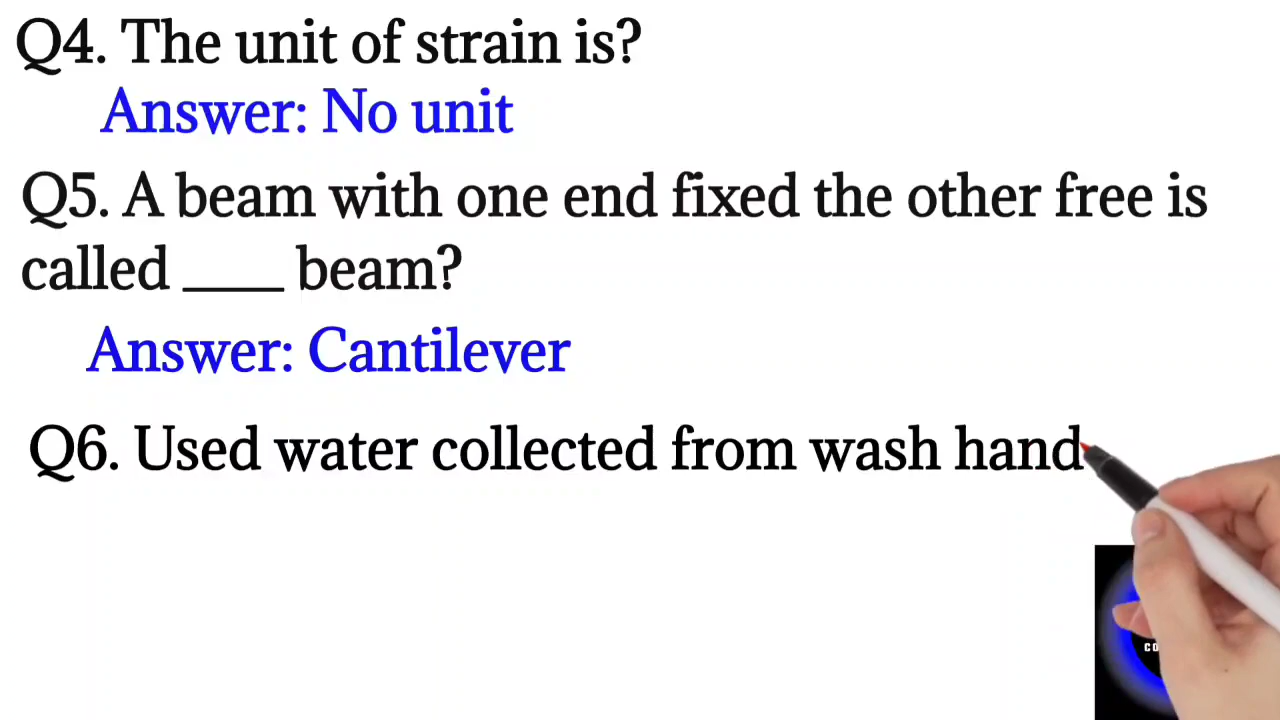 Q4. The unit of strain is?
Answer: No unit
Q5. A beam with one end fixed the other free is
called ____ beam?
Answer: Cantilever
Q6. Used water collected from wash hand